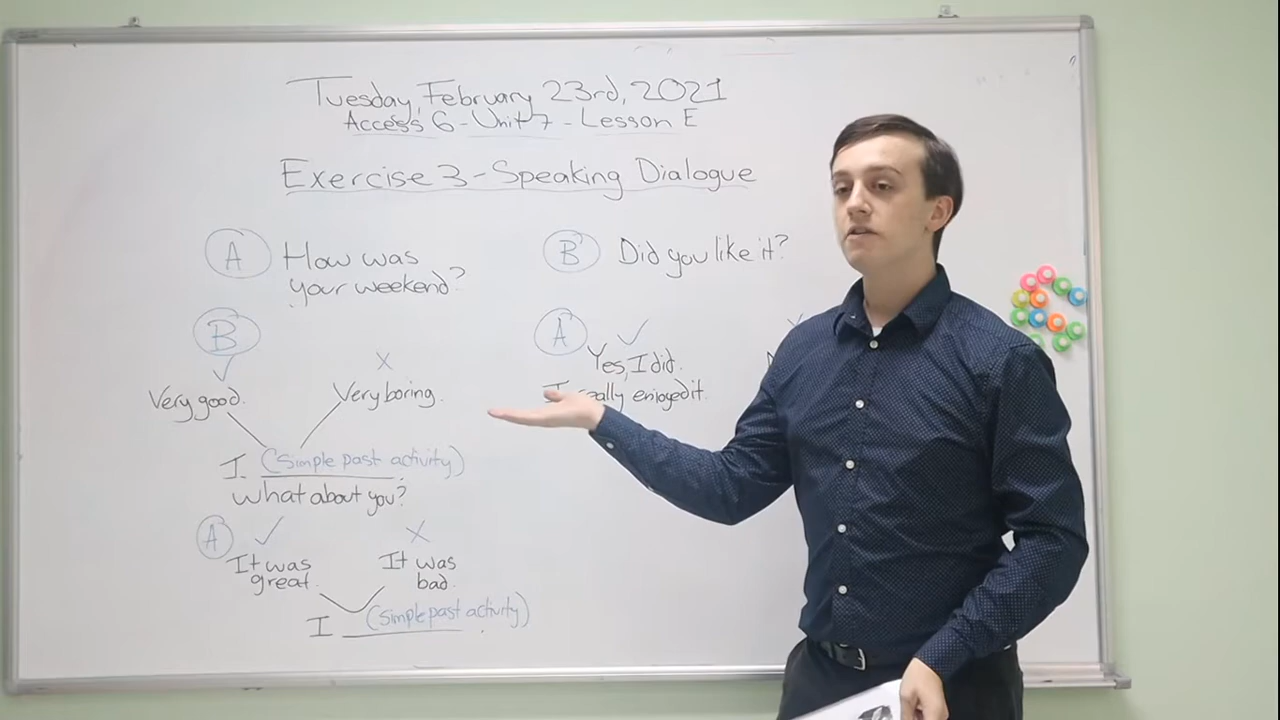 Tuesday, February 23rd, 2021
Access 6 - Unit 7 - Lesson E
Exercise 3 - Speaking Dialogue
A How was
your weekend?
B
Very good.
Very boring.
I (Simple past activity).
What about you?
A
It was
great.
It was
bad.
I (Simple past activity).
B Did you like it?
A
Yes, I did.
enjoyed it.